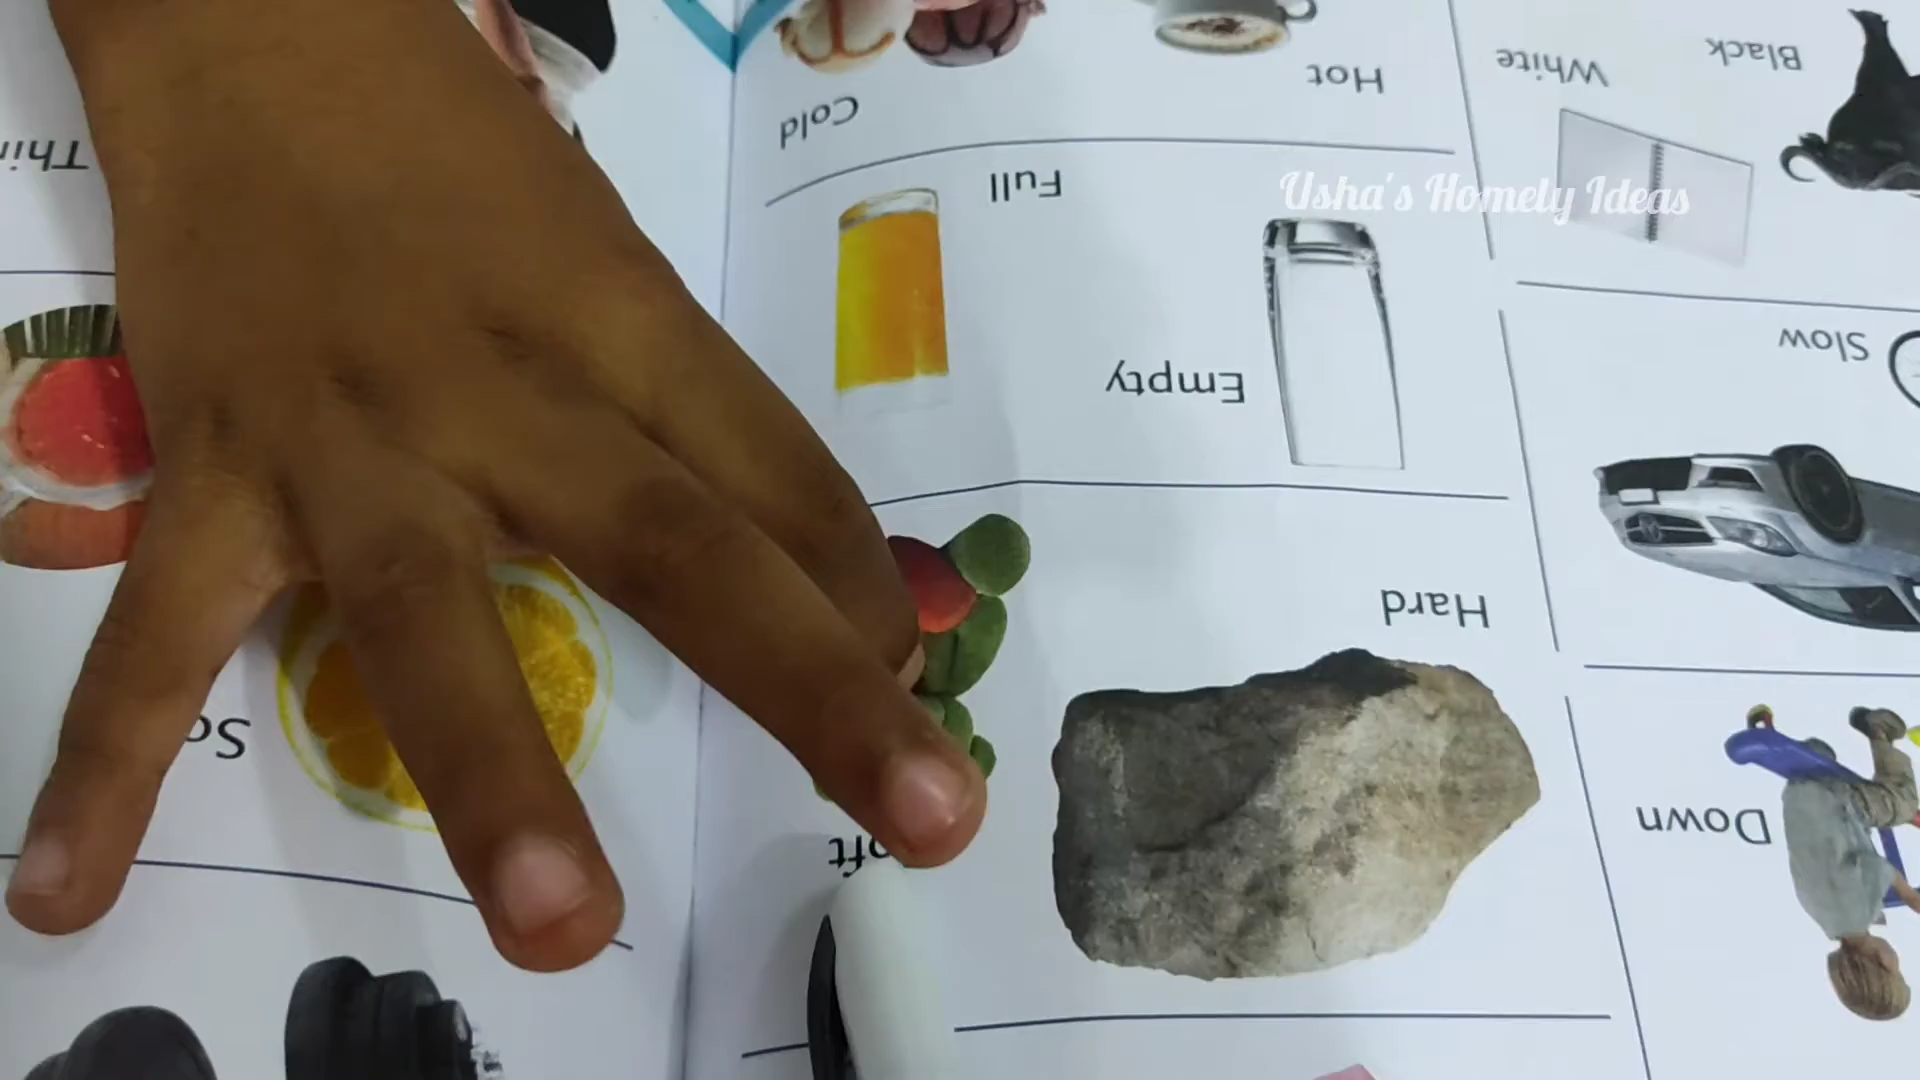 Black
White
Hot
Cold
Full
Usha's Homely Ideas
Empty
Slow
Hard
Down